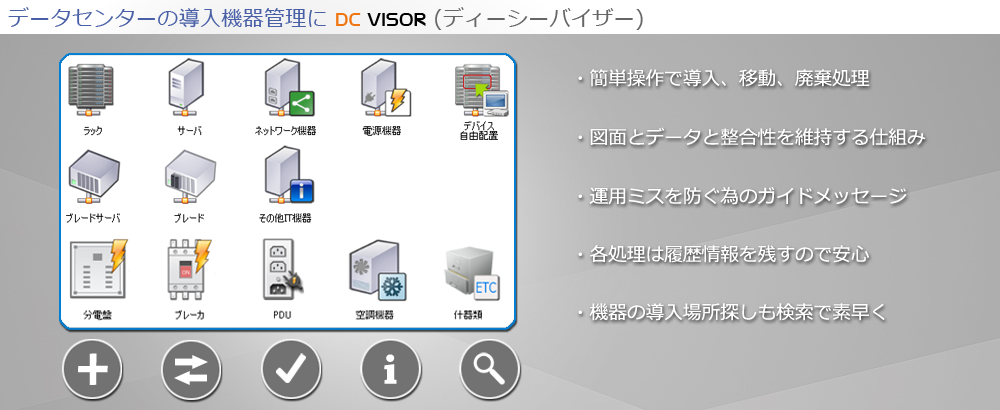 データセンターの導入機器管理に DC VISOR (ディーシーバイザー)
ラック
サーバ
ネットワーク機器
電源機器
デバイス
自由配置
ブレードサーバ
ブレード
その他IT機器
ON
ETC
分電盤
ブレーカ
PDU
空調機器
什器類
・簡単操作で導入、移動、廃棄処理
・図面とデータと整合性を維持する仕組み
・運用ミスを防ぐ為のガイドメッセージ
・各処理は履歴情報を残すので安心
・機器の導入場所探しも検索で素早く